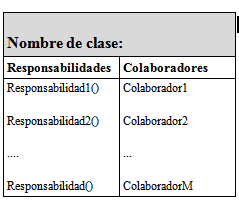 Nombre de clase:
Responsabilidades Colaboradores
Responsabilidad1() Colaborador1
Responsabilidad2() Colaborador2
.... ...
Responsabilidad() ColaboradorM